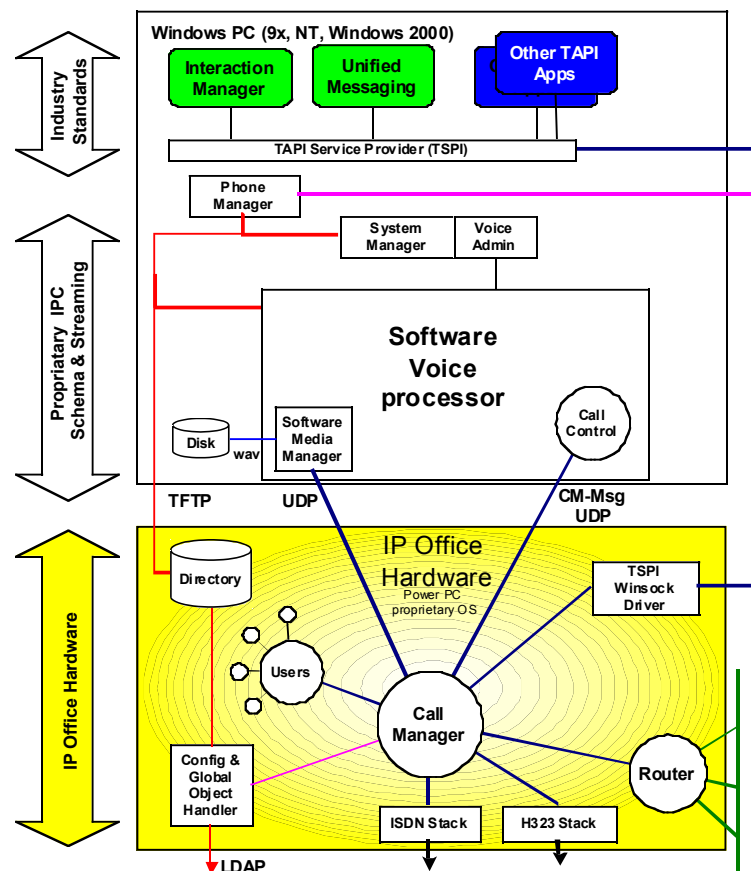 Windows PC (9x, NT, Windows 2000)
Industry
Standards
Interaction
Manager
Unified
Messaging
Other TAPI
Apps
TAPI Service Provider (TSPI)
Phone
Manager
System
Manager
Voice
Admin
Propriatary IPC
Schema & Streaming
Software
Voice
processor
Disk
wav
Software
Media
Manager
Call
Control
TFTP
UDP
CM-Msg
UDP
IP Office Hardware
IP Office
Hardware
Power PC
proprietary OS
Directory
TSPI
Winsock
Driver
Users
Call
Manager
Config &
Global
Object
Handler
Router
ISDN Stack
H323 Stack
LDAP